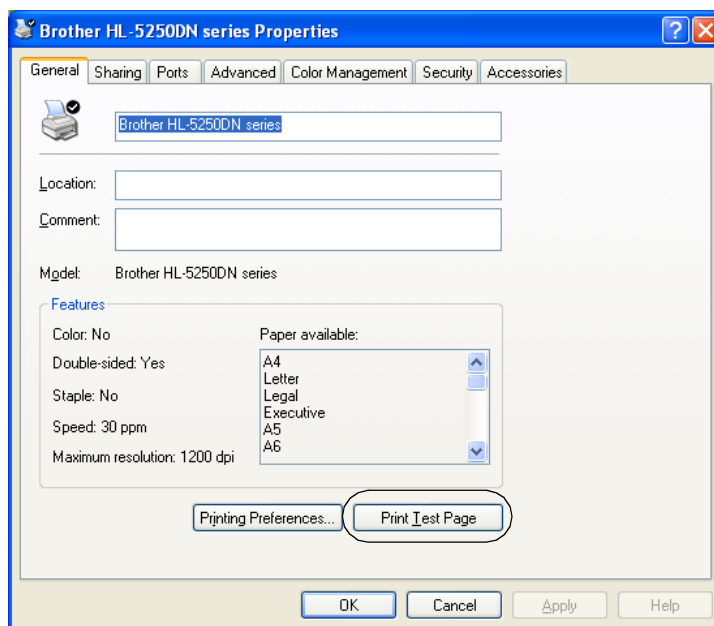 Brother HL-5250DN series Properties
General Sharing Ports Advanced Color Management Security Accessories
Brother HL-5250DN series
Location:
Comment:
Model: Brother HL-5250DN series
Features
Color: No
Paper available:
Double-sided: Yes
Staple: No
Speed: 30 ppm
Maximum resolution: 1200 dpi
A4
Letter
Legal
Executive
A5
A6
Printing Preferences... Print Test Page
OK Cancel Apply Help